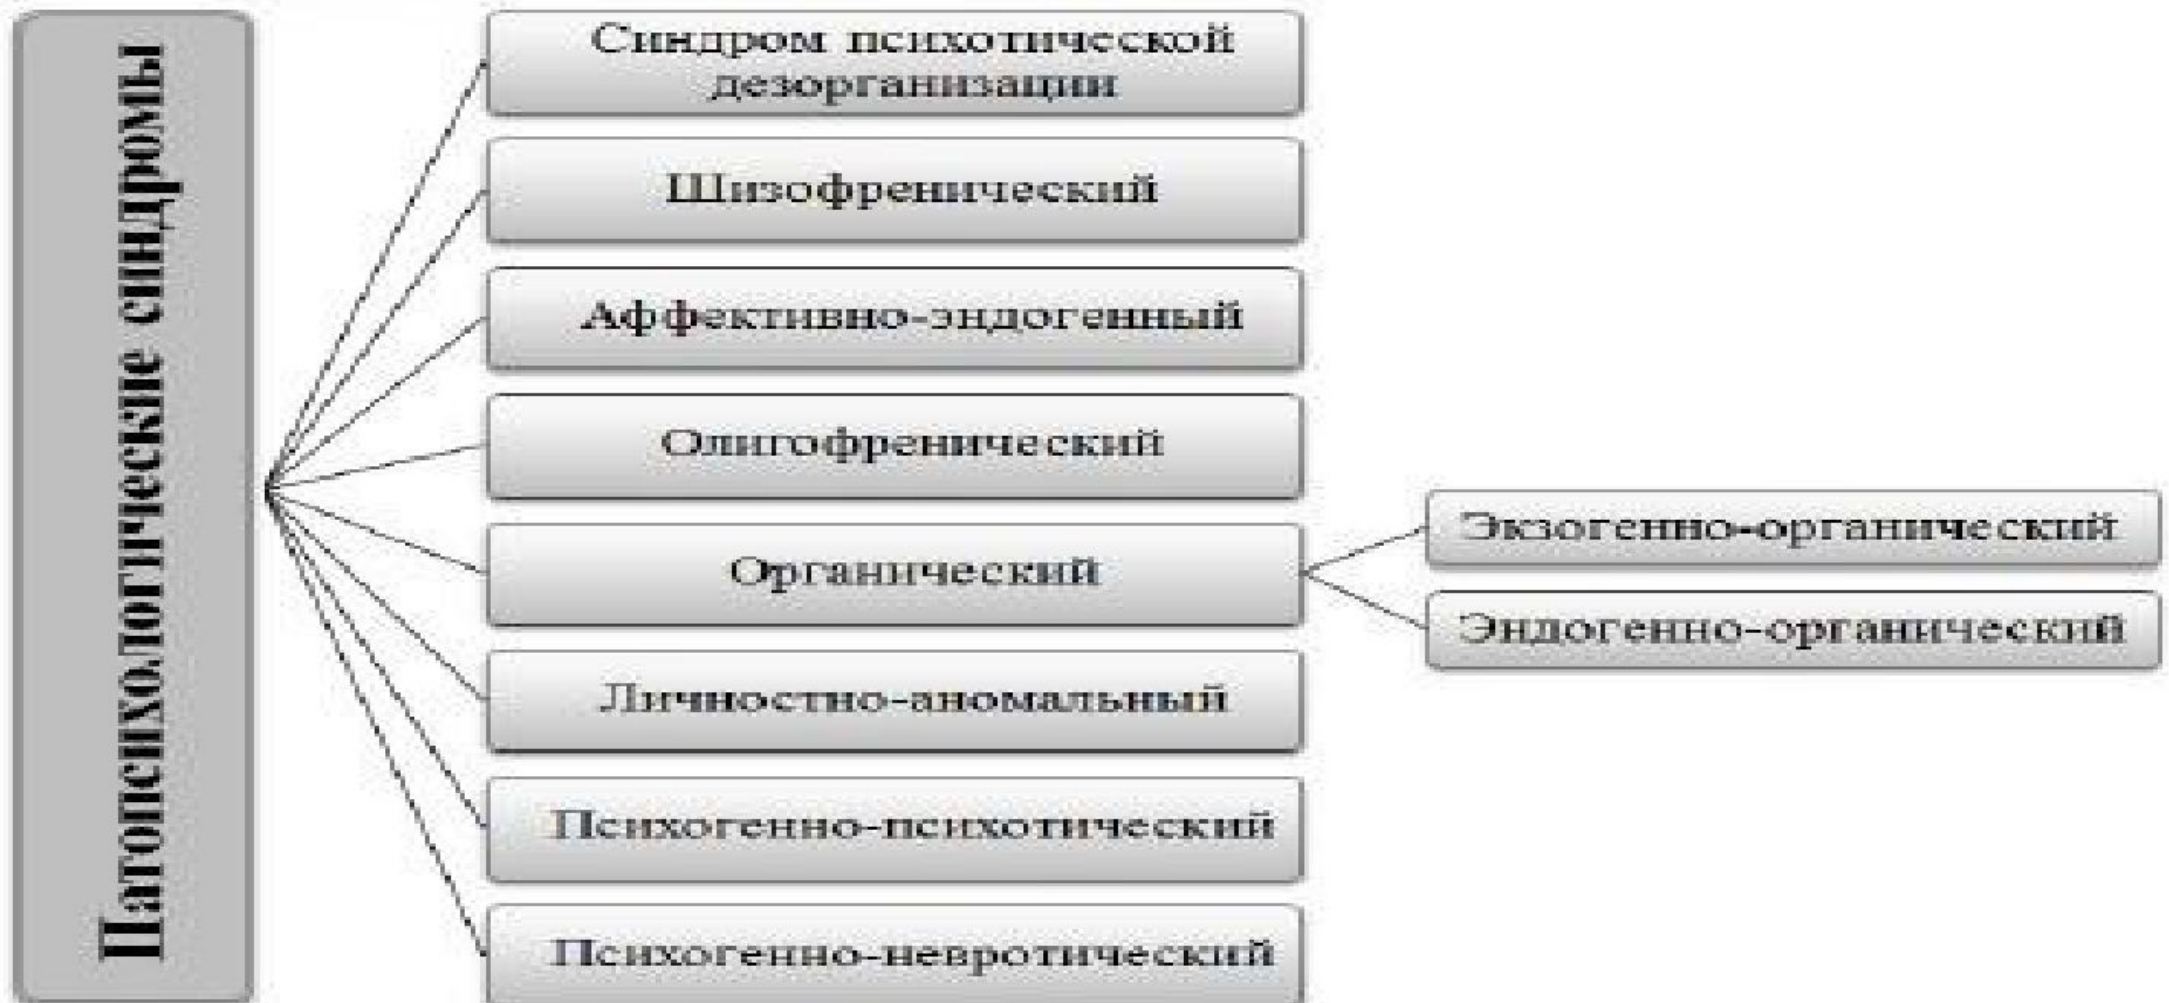 Патопсихологические синдромы
Синдром психотической
дезорганизации
Шизофренический
Аффективно-эндогенный
Олигофренический
Органический
Экзогенно-органический
Эндогенно-органический
Личностно-аномальный
Психогенно-психотический
Психогенно-невротический